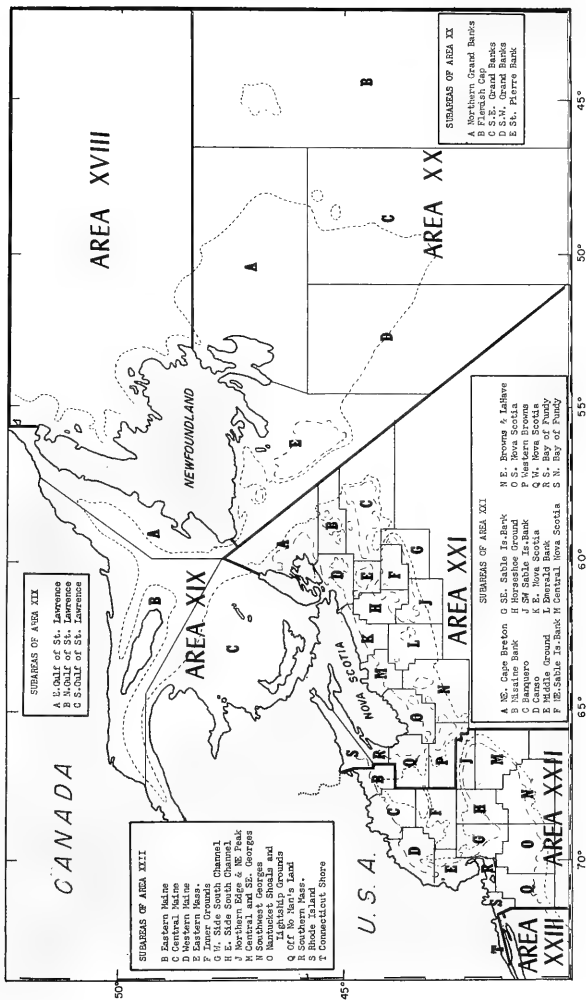 CANADA
U.S.A.
NEWFOUNDLAND
NOVA SCOTIA
AREA XVIII
AREA XIX
AREA XX
AREA XXI
AREA XXII
AREA XXIII
SUBAREAS OF AREA XIX
A E.Gulf of St. Lawrence
B N.Gulf of St. Lawrence
C S.Gulf of St. Lawrence
SUBAREAS OF AREA XX
A Northern Grand Banks
B Flemish Cap
C S.E. Grand Banks
D S.W. Grand Banks
E St. Pierre Bank
SUBAREAS OF AREA XXII
B Eastern Maine
C Central Maine
D Western Maine
E Eastern Mass.
F Inner Grounds
G W. Side South Channel
H E. Side South Channel
J Northern Edge & NE Peak
M Central and SE. Georges
N Southwest Georges
O Nantucket Shoals and
Lightship Grounds
Q Off No Man's Land
R Southern Mass.
S Rhode Island
T Connecticut Shore
SUBAREAS OF AREA XXI
A NE. Cape Breton
B Misaine Bank
C Banquero
D Canso
E Middle Ground
F NE.Sable Is.Bank
G SE. Sable Is.Bank
H Horseshoe Ground
J SW Sable Is.Bank
K E. Nova Scotia
L Emerald Bank
M Central Nova Scotia
N E. Browns & LaHave
O S. Nova Scotia
P Western Browns
Q W. Nova Scotia
R S. Bay of Fundy
S N. Bay of Fundy
50°
45°
45°
50°
55°
60°
65°
70°
A
B
C
A
B
C
D
E
A
B
C
D
E
F
G
H
J
K
L
M
N
O
P
Q
R
S
B
C
D
E
F
G
H
J
M
N
O
Q
R
S
T